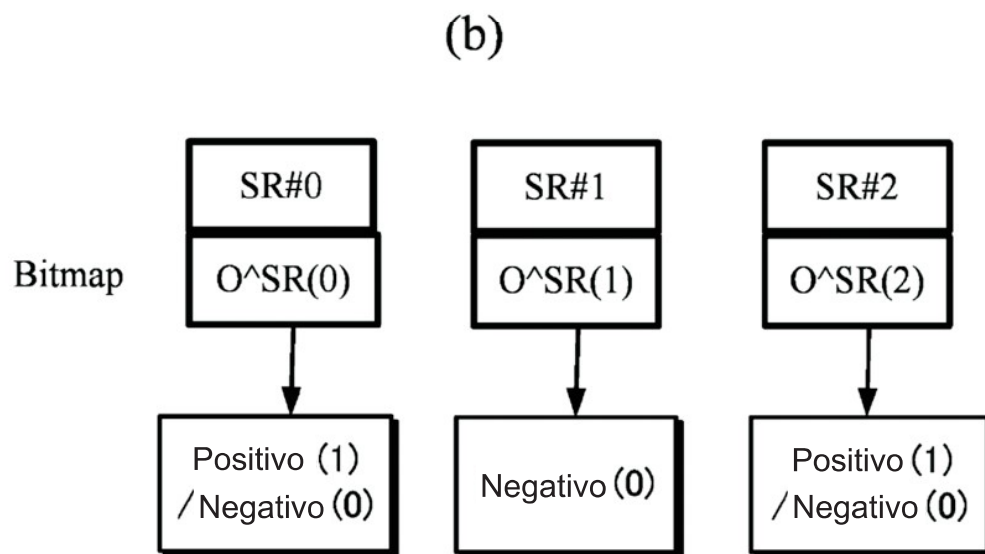 (b)
SR#0 SR#1 SR#2
Bitmap O^SR(0) O^SR(1) O^SR(2)
Positivo (1) Negativo (0) Positivo (1)
/Negativo (0) /Negativo (0)